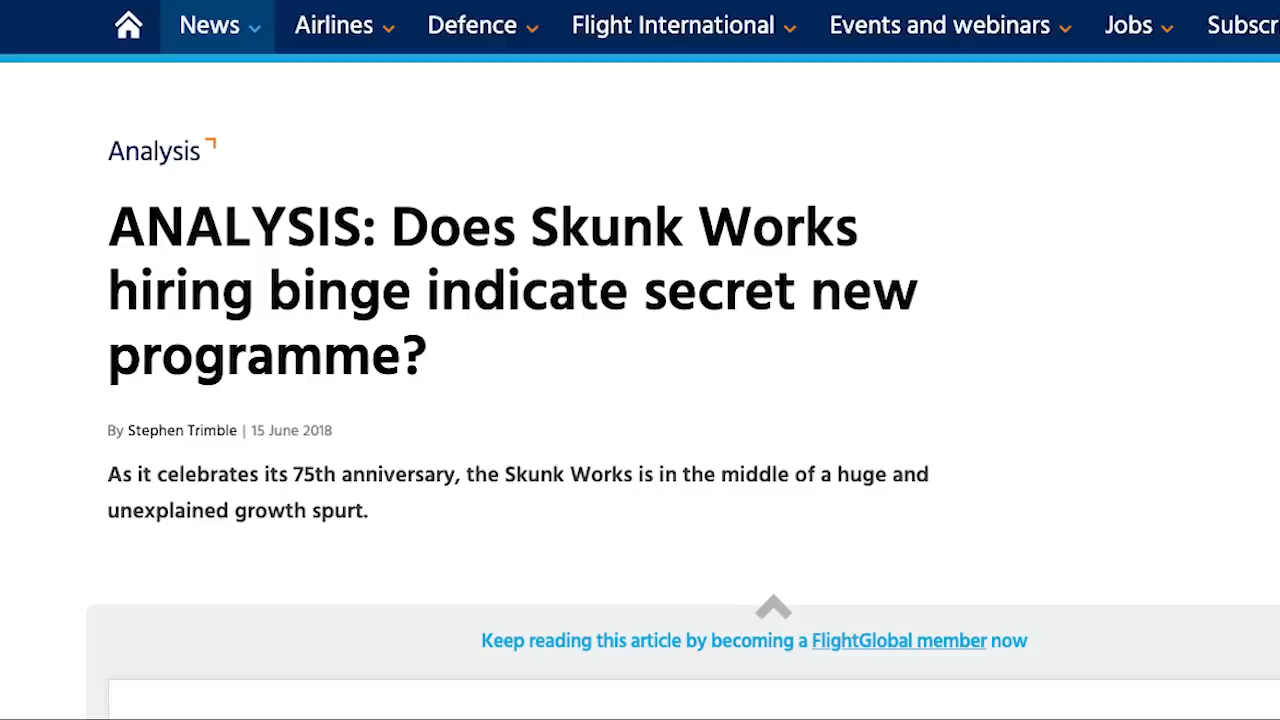 News Airlines Defence Flight International Events and webinars Jobs Subscr
Analysis
ANALYSIS: Does Skunk Works
hiring binge indicate secret new
programme?
By Stephen Trimble | 15 June 2018
As it celebrates its 75th anniversary, the Skunk Works is in the middle of a huge and
unexplained growth spurt.
Keep reading this article by becoming a FlightGlobal member now